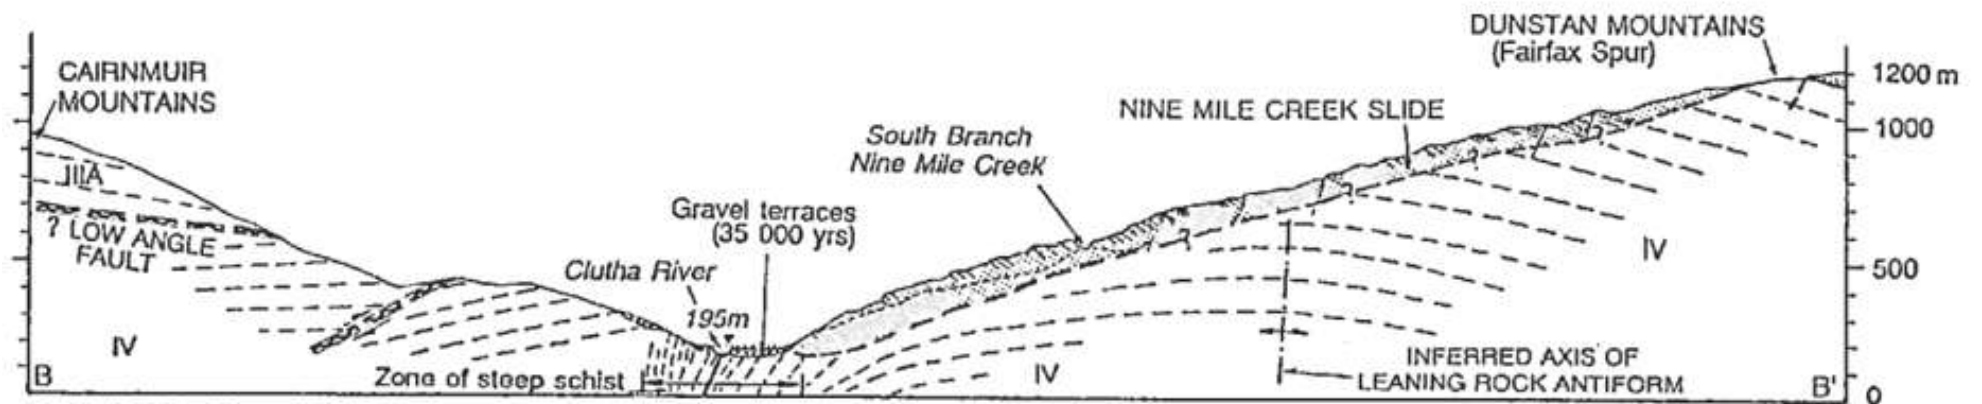 DUNSTAN MOUNTAINS
(Fairfax Spur)
CAIRNMUIR
MOUNTAINS
1200 m
NINE MILE CREEK SLIDE
South Branch
Nine Mile Creek
1000
IIIA
Gravel terraces
(35 000 yrs)
? LOW ANGLE
FAULT
?
?
?
?
?
IV
Clutha River
500
195m
IV
INFERRED AXIS OF
LEANING ROCK ANTIFORM
B
Zone of steep schist
IV
B'
0